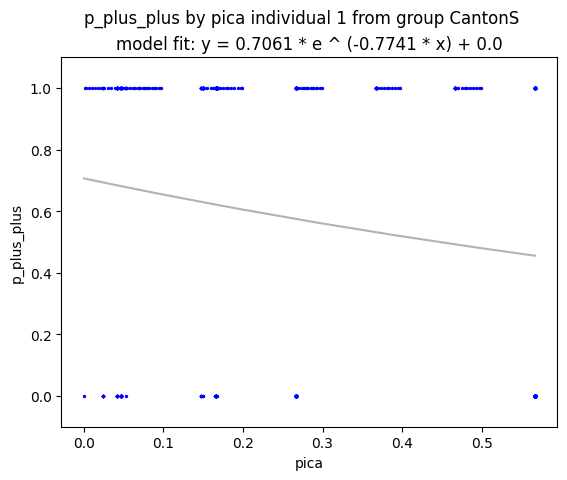 p_plus_plus by pica individual 1 from group CantonS
model fit: y = 0.7061 * e ^ (-0.7741 * x) + 0.0
1.0
0.8
0.6
0.4
0.2
0.0
p_plus_plus
0.0 0.1 0.2 0.3 0.4 0.5
pica